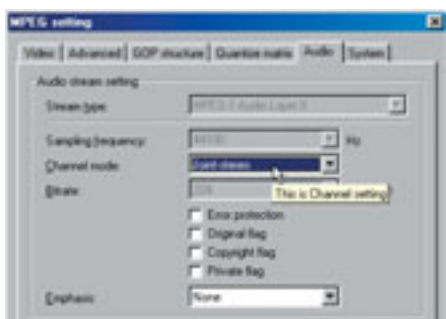 MPEG setting
Video Advanced GOP structure Quantize matrix Audio System
Audio stream setting
Stream type: MPEG-1 Audio Layer II
Sampling frequency: 44100 Hz
Channel mode: Joint-stereo
Bitrate: 224
This is Channel setting
Error protection
Original flag
Copyright flag
Private flag
Emphasis: None